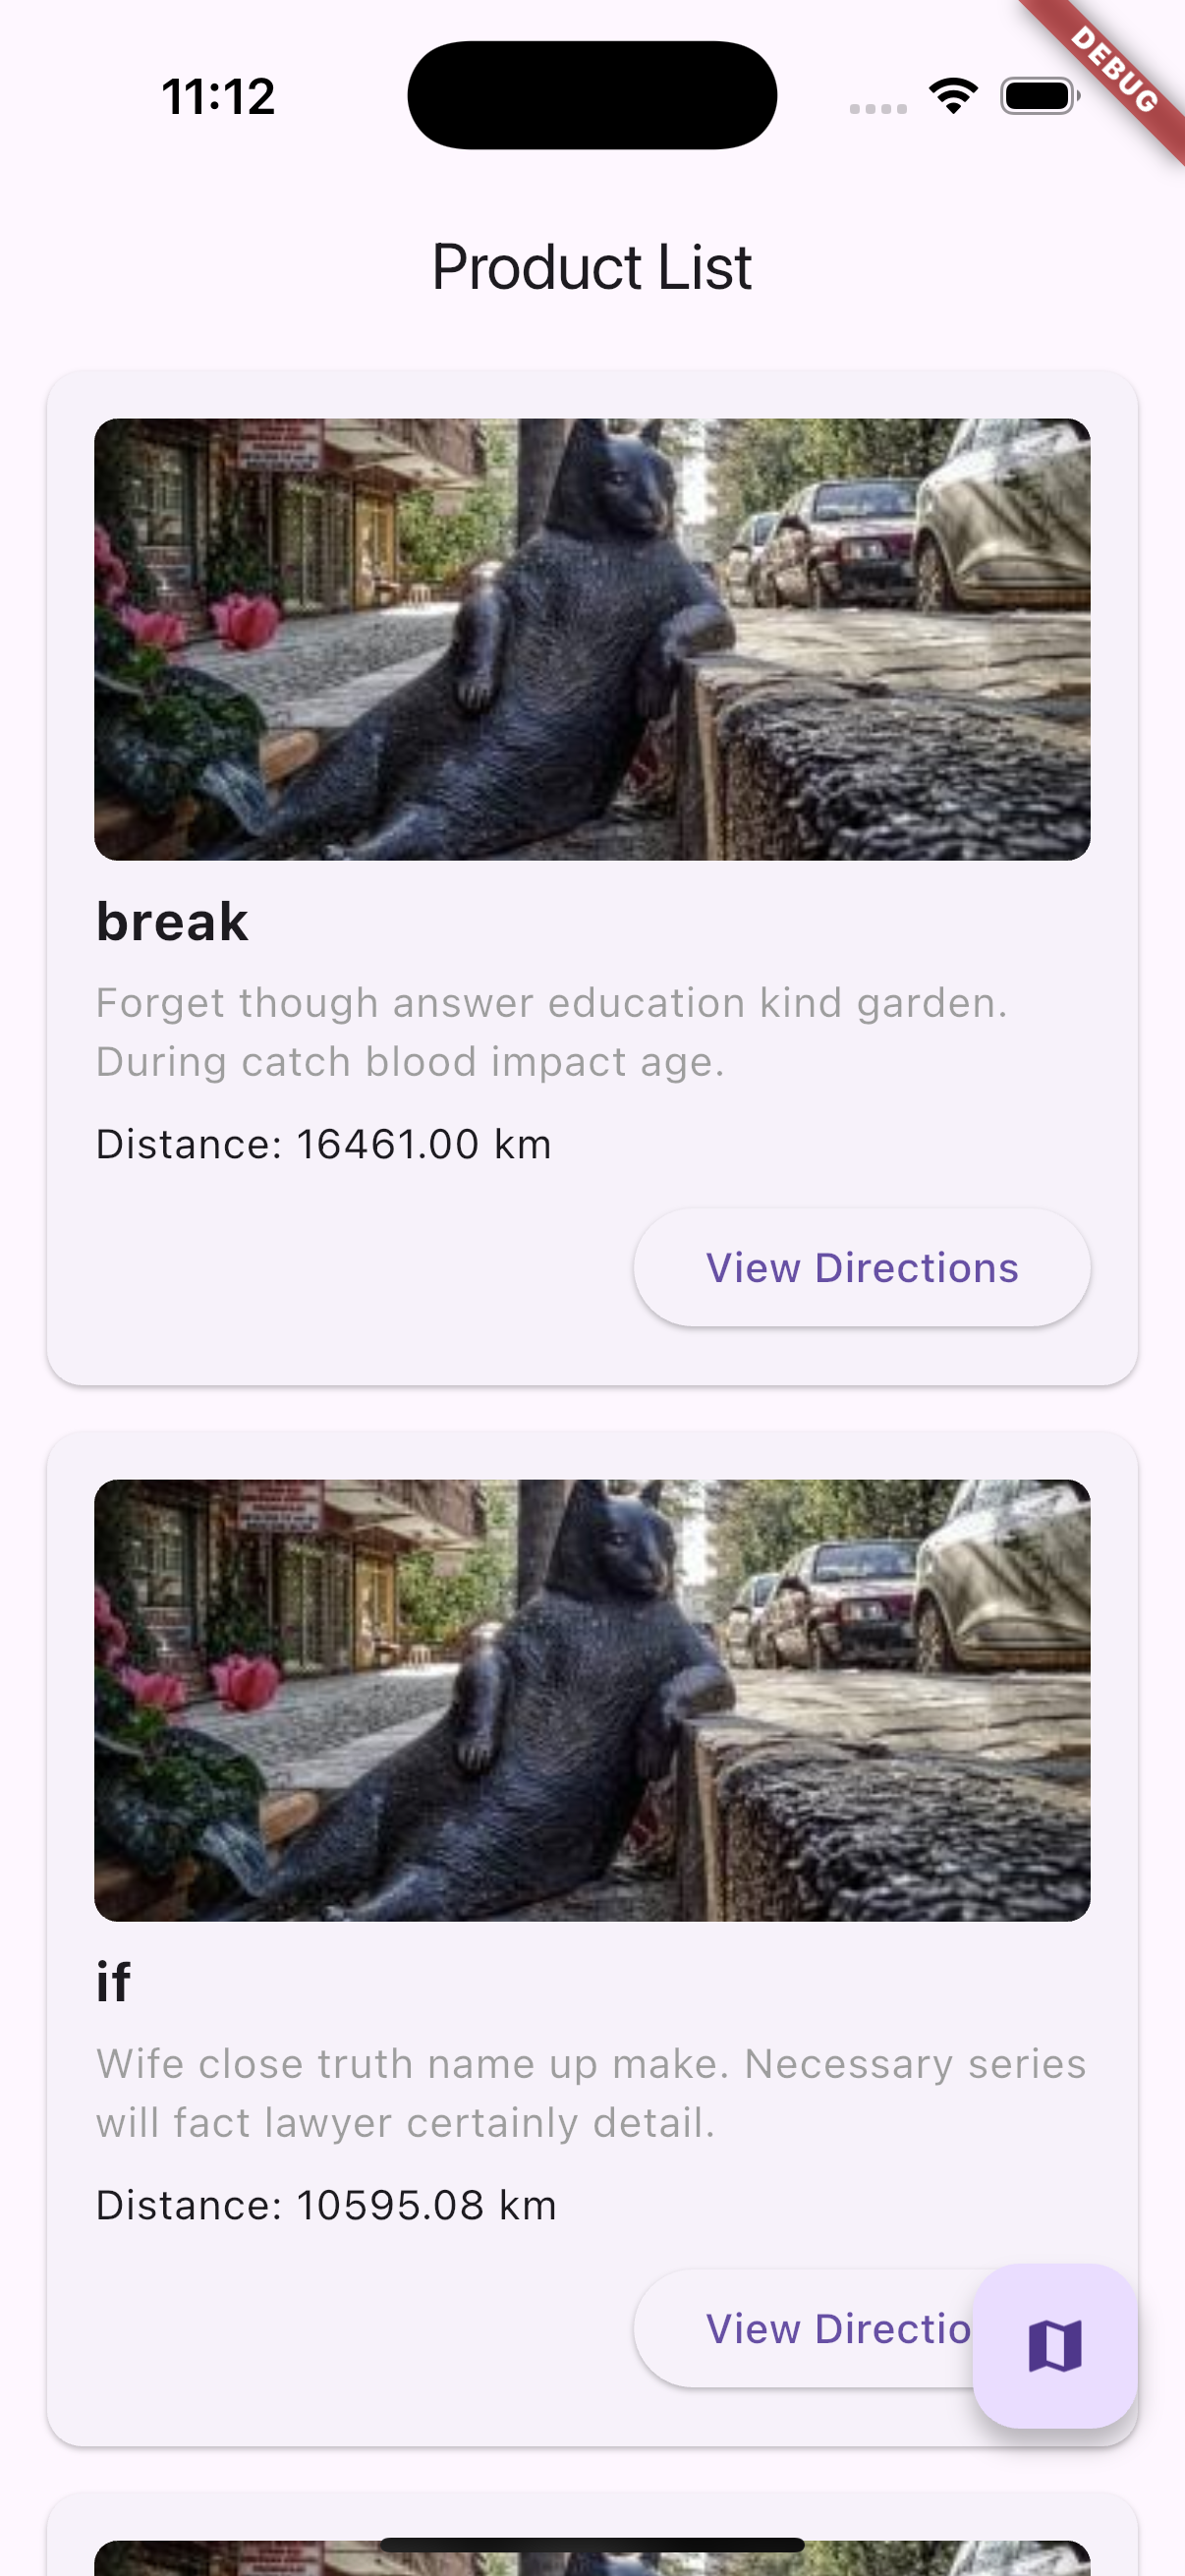 11:12
DEBUG
Product List
break
Forget though answer education kind garden.
During catch blood impact age.
Distance: 16461.00 km
View Directions
if
Wife close truth name up make. Necessary series
will fact lawyer certainly detail.
Distance: 10595.08 km
View Directio